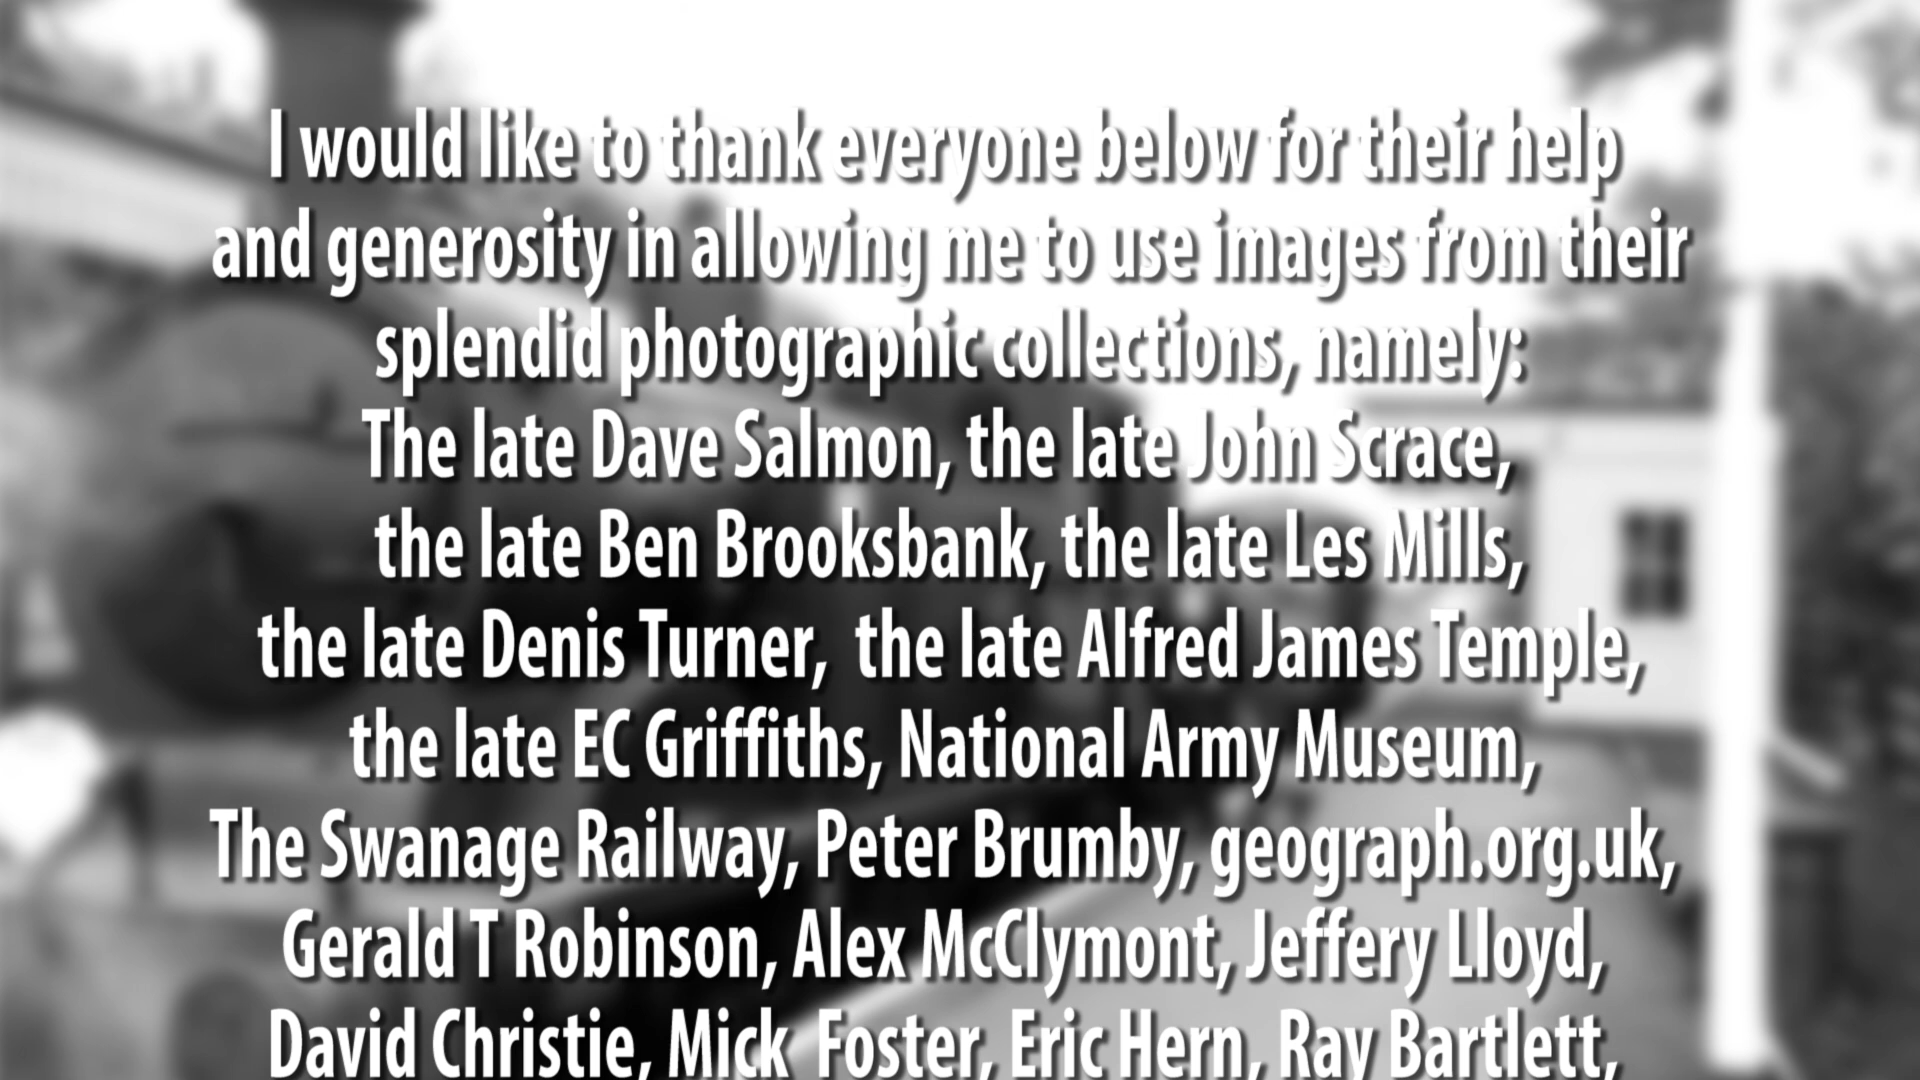 I would like to thank everyone below for their help
and generosity in allowing me to use images from their
splendid photographic collections, namely:
The late Dave Salmon, the late John Scrace,
the late Ben Brooksbank, the late Les Mills,
the late Denis Turner,  the late Alfred James Temple,
the late EC Griffiths, National Army Museum,
The Swanage Railway, Peter Brumby, geograph.org.uk,
Gerald T Robinson, Alex McClymont, Jeffery Lloyd,
David Christie, Mick  Foster, Eric Hern, Ray Bartlett,